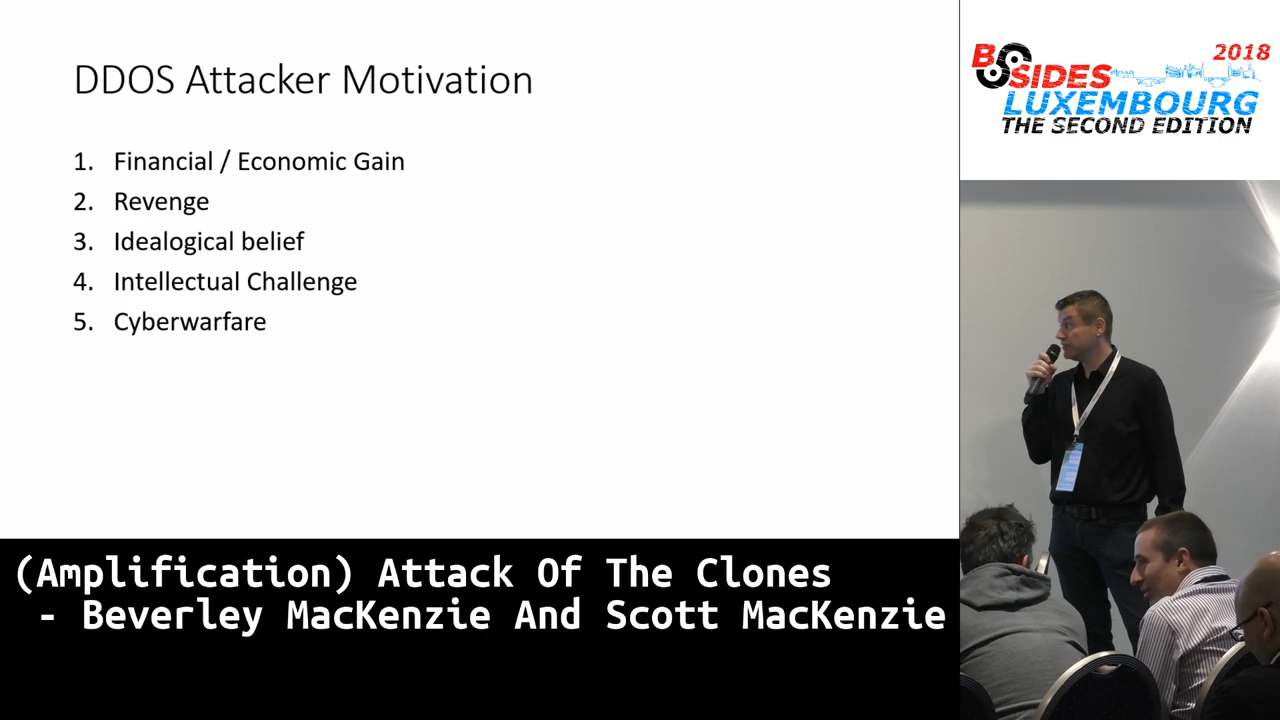 DDOS Attacker Motivation
1. Financial / Economic Gain
2. Revenge
3. Idealogical belief
4. Intellectual Challenge
5. Cyberwarfare
2018
BSIDES
LUXEMBOURG
THE SECOND EDITION
(Amplification) Attack Of The Clones
- Beverley MacKenzie And Scott MacKenzie